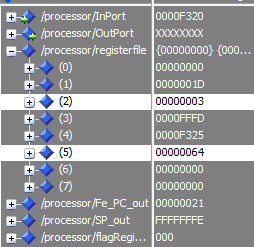 /processor/InPort 0000F320
/processor/OutPort XXXXXXXX
/processor/registerfile {00000000} {000...
(0) 00000000
(1) 0000001D
(2) 00000003
(3) 0000FFFD
(4) 0000F325
(5) 00000064
(6) 00000000
(7) 00000000
/processor/Fe_PC_out 00000021
/processor/SP_out FFFFFFFE
/processor/flagRegi... 000